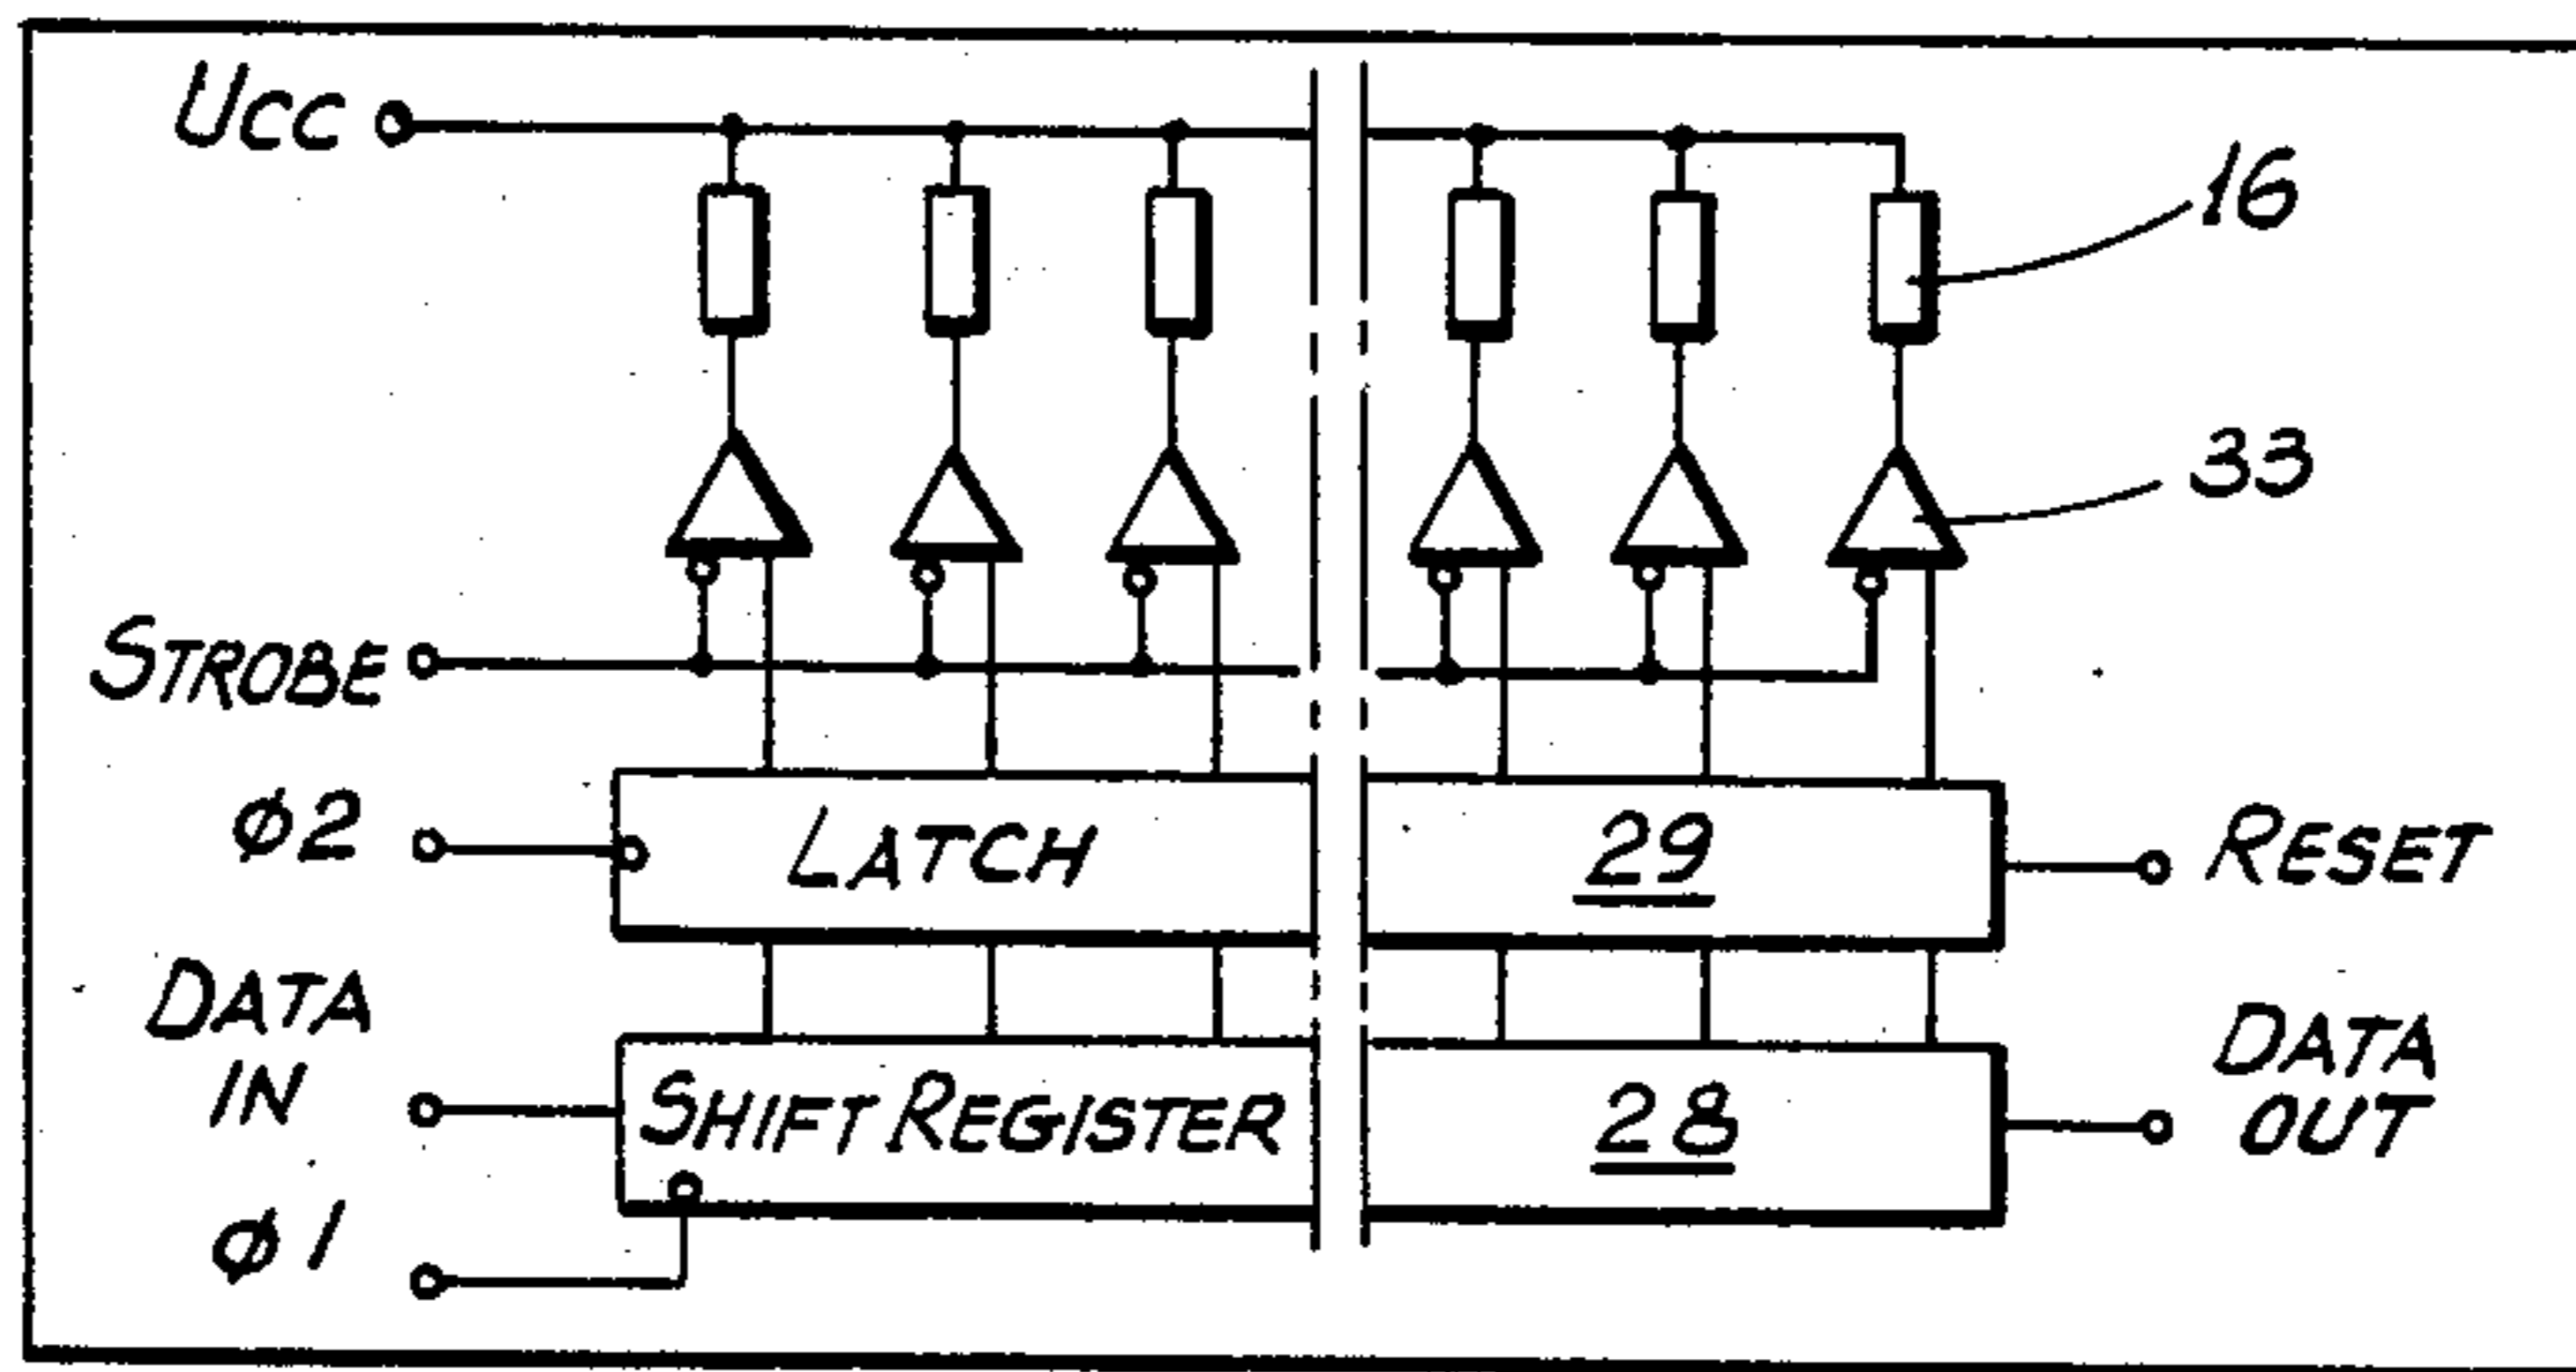 UCC
16
33
STROBE
φ2
LATCH
29
RESET
DATA
IN
SHIFT REGISTER
28
DATA
OUT
φ1